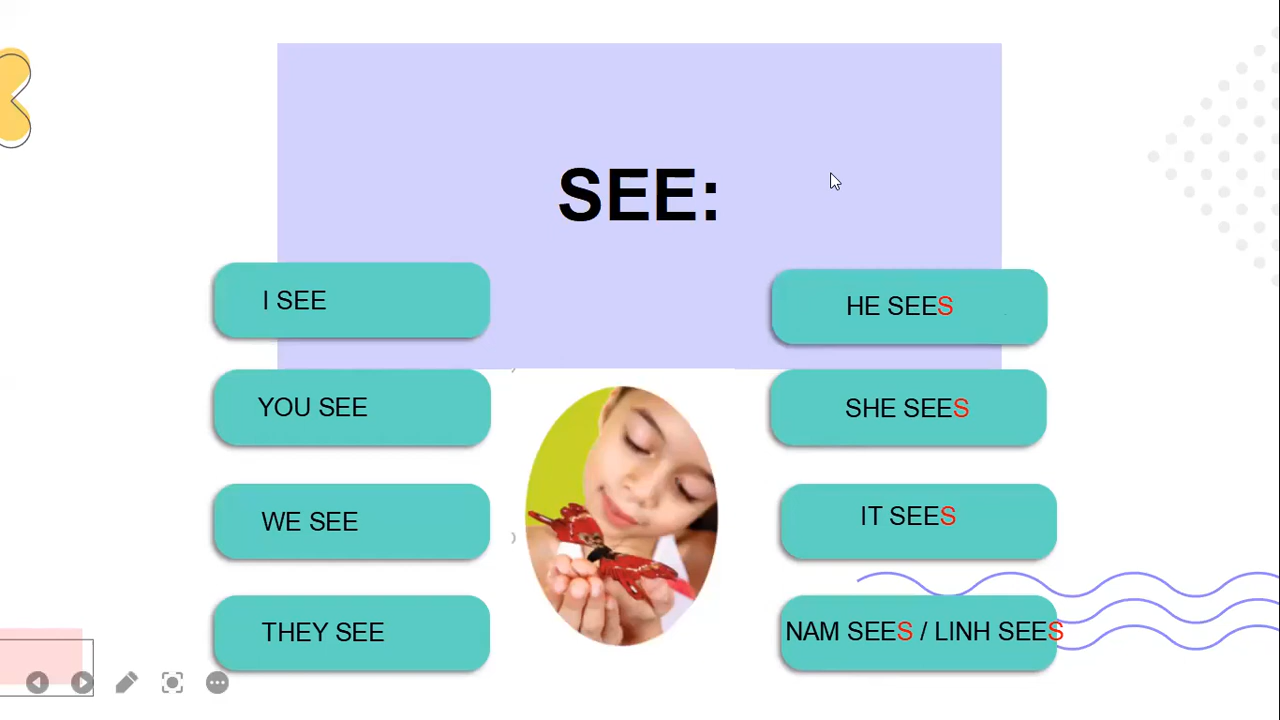 SEE:
I SEE
YOU SEE
WE SEE
THEY SEE
HE SEES
SHE SEES
IT SEES
NAM SEES / LINH SEES